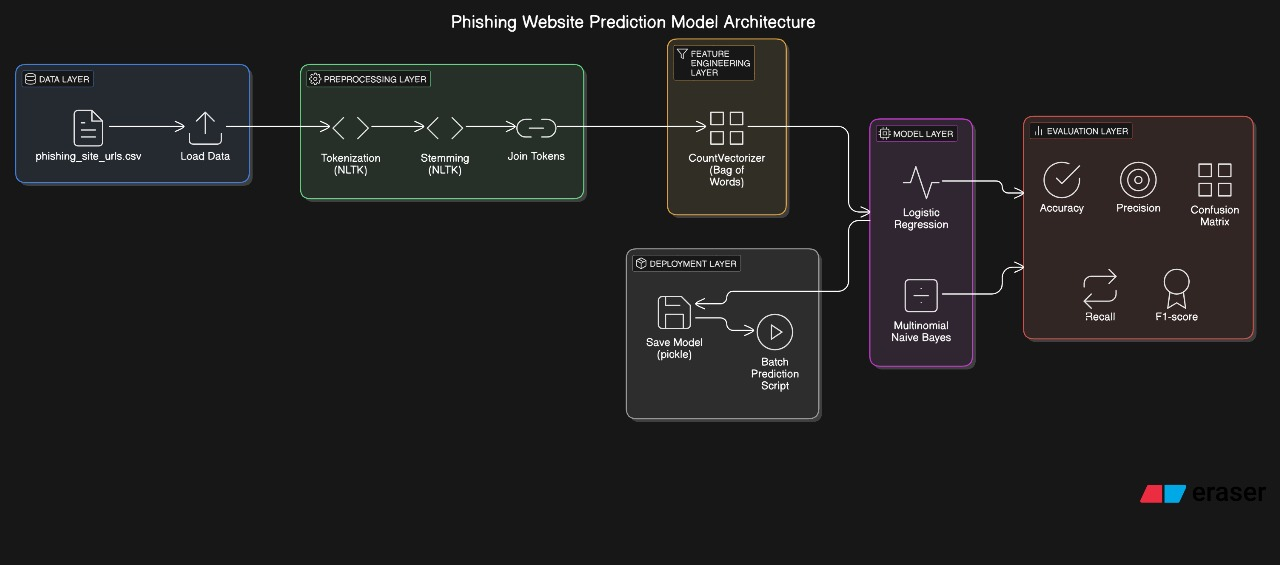 Phishing Website Prediction Model Architecture
DATA LAYER
phishing_site_urls.csv
Load Data
PREPROCESSING LAYER
Tokenization
(NLTK)
Stemming
(NLTK)
Join Tokens
FEATURE
ENGINEERING
LAYER
CountVectorizer
(Bag of
Words)
MODEL LAYER
Logistic
Regression
Multinomial
Naive Bayes
EVALUATION LAYER
Accuracy
Precision
Confusion
Matrix
Recall
F1-score
DEPLOYMENT LAYER
Save Model
(pickle)
Batch
Prediction
Script
eraser